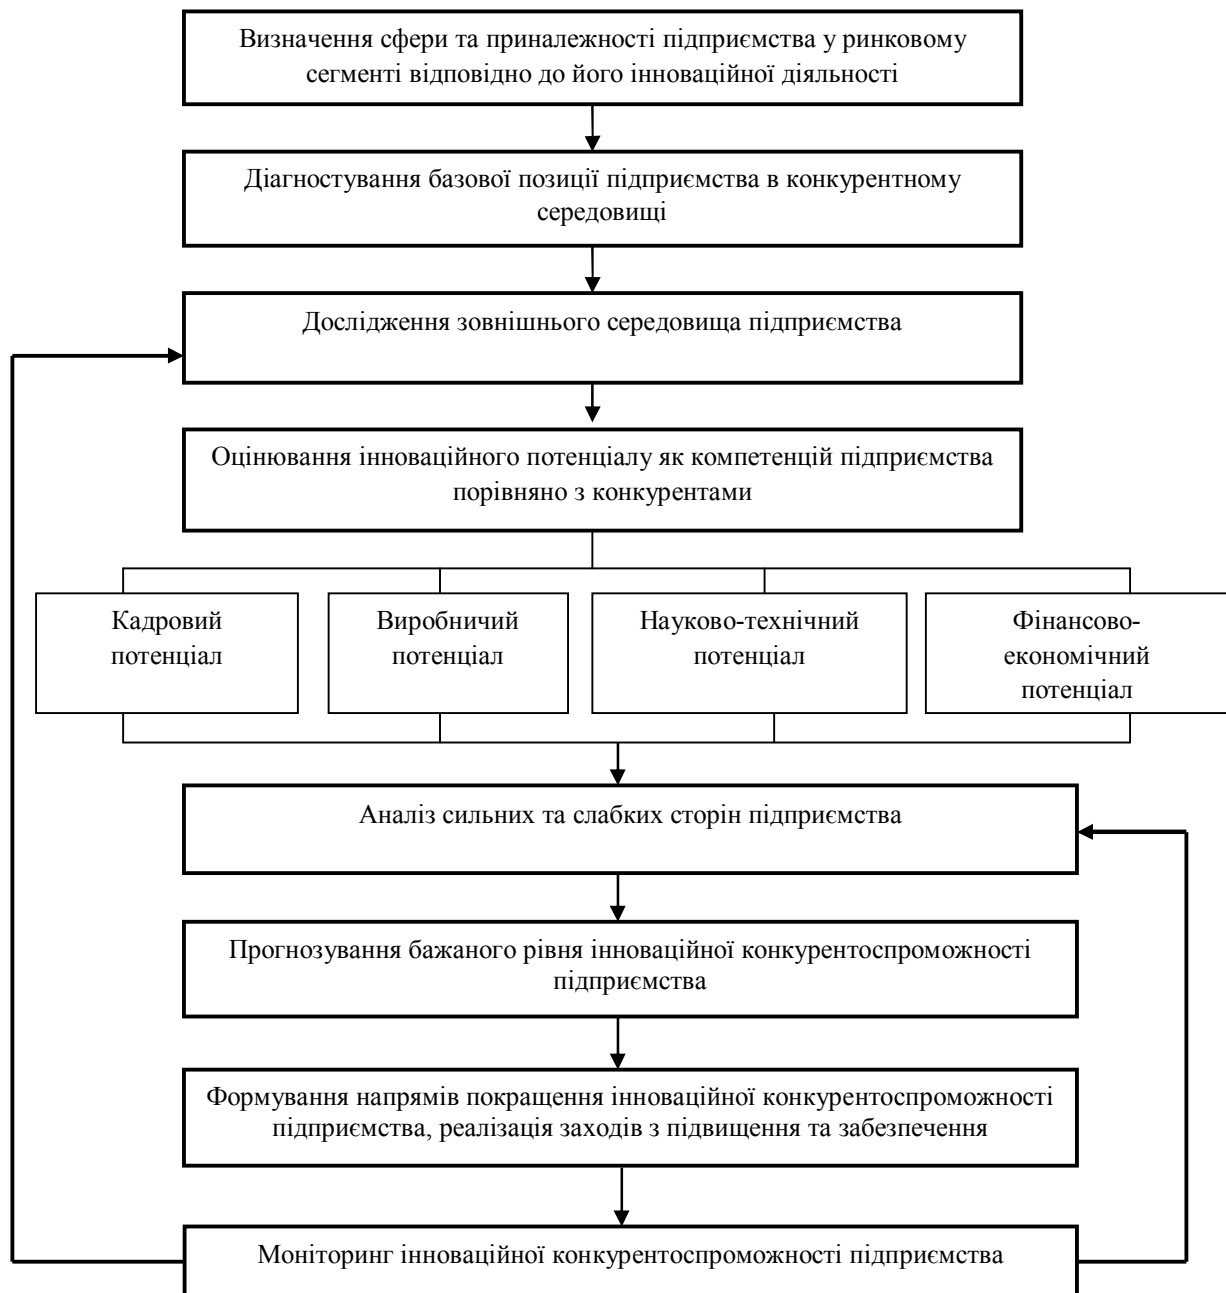 Визначення сфери та приналежності підприємства у ринковому
сегменті відповідно до його інноваційної діяльності
Діагностування базової позиції підприємства в конкурентному
середовищі
Дослідження зовнішнього середовища підприємства
Оцінювання інноваційного потенціалу як компетенцій підприємства
порівняно з конкурентами
Кадровий
потенціал
Виробничий
потенціал
Науково-технічний
потенціал
Фінансово-
економічний
потенціал
Аналіз сильних та слабких сторін підприємства
Прогнозування бажаного рівня інноваційної конкурентоспроможності
підприємства
Формування напрямів покращення інноваційної конкурентоспроможності
підприємства, реалізація заходів з підвищення та забезпечення
Моніторинг інноваційної конкурентоспроможності підприємства